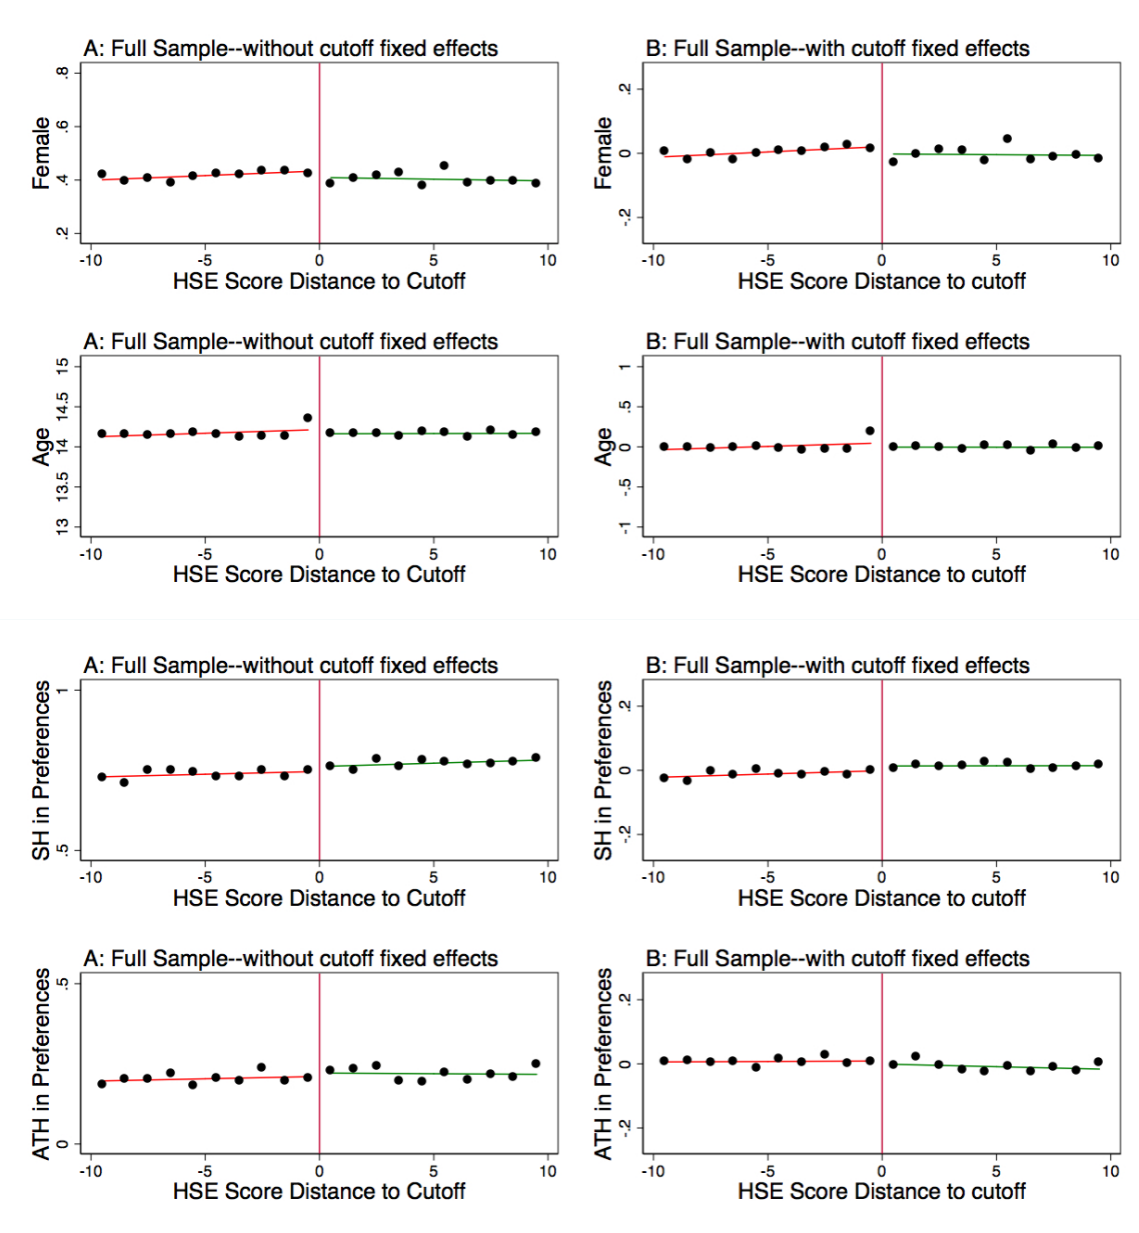 A: Full Sample--without cutoff fixed effects
Female
.8
.6
.4
.2
-10 -5 0 5 10
HSE Score Distance to Cutoff
B: Full Sample--with cutoff fixed effects
Female
.2
0
-.2
-10 -5 0 5 10
HSE Score Distance to cutoff
A: Full Sample--without cutoff fixed effects
Age
15
14.5
14
13.5
13
-10 -5 0 5 10
HSE Score Distance to Cutoff
B: Full Sample--with cutoff fixed effects
Age
1
.5
0
-.5
-1
-10 -5 0 5 10
HSE Score Distance to cutoff
A: Full Sample--without cutoff fixed effects
SH in Preferences
1
.5
-10 -5 0 5 10
HSE Score Distance to Cutoff
B: Full Sample--with cutoff fixed effects
SH in Preferences
.2
0
-.2
-10 -5 0 5 10
HSE Score Distance to cutoff
A: Full Sample--without cutoff fixed effects
ATH in Preferences
.5
0
-10 -5 0 5 10
HSE Score Distance to Cutoff
B: Full Sample--with cutoff fixed effects
ATH in Preferences
.2
0
-.2
-10 -5 0 5 10
HSE Score Distance to cutoff